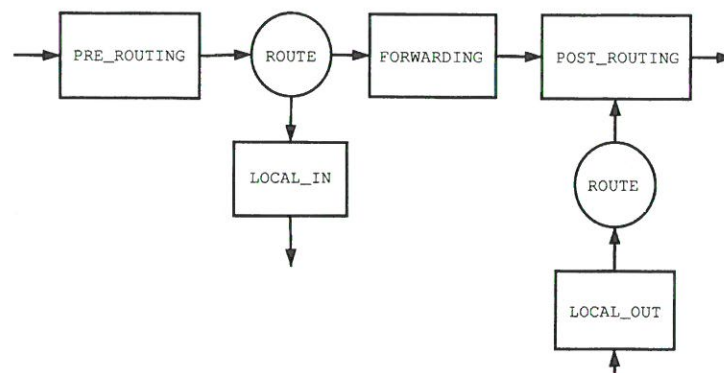 PRE_ROUTING
ROUTE
FORWARDING
POST_ROUTING
LOCAL_IN
ROUTE
LOCAL_OUT